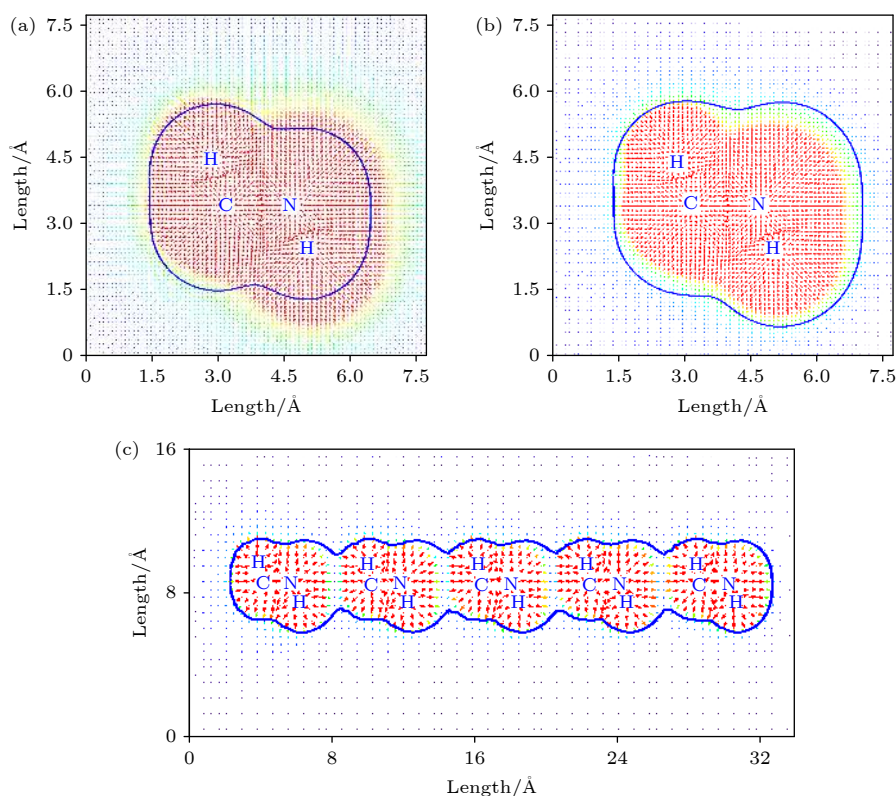 (a)
7.5
6.0
4.5
3.0
1.5
0
Length/Å
H
C N
H
0 1.5 3.0 4.5 6.0 7.5
Length/Å
(b)
7.5
6.0
4.5
3.0
1.5
0
Length/Å
H
C N
H
0 1.5 3.0 4.5 6.0 7.5
Length/Å
(c)
16
8
0
Length/Å
H H H H H
C N C N C N C N C N
H H H H H
0 8 16 24 32
Length/Å